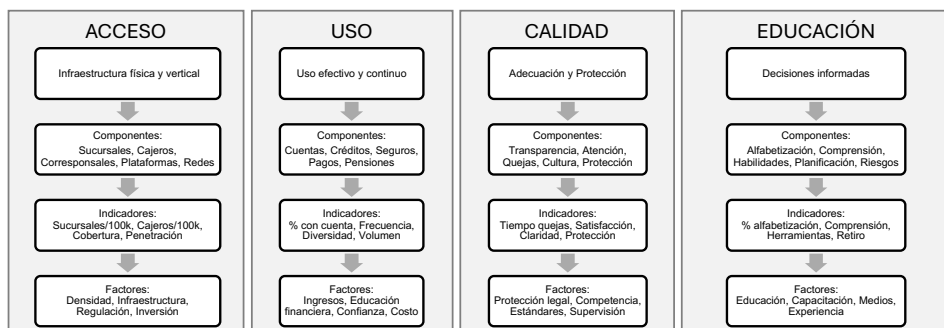 ACCESO
Infraestructura física y vertical
Componentes:
Sucursales, Cajeros,
Corresponsales, Plataformas, Redes
Indicadores:
Sucursales/100k, Cajeros/100k,
Cobertura, Penetración
Factores:
Densidad, Infraestructura,
Regulación, Inversión
USO
Uso efectivo y continuo
Componentes:
Cuentas, Créditos, Seguros,
Pagos, Pensiones
Indicadores:
% con cuenta, Frecuencia,
Diversidad, Volumen
Factores:
Ingresos, Educación
financiera, Confianza, Costo
CALIDAD
Adecuación y Protección
Componentes:
Transparencia, Atención,
Quejas, Cultura, Protección
Indicadores:
Tiempo quejas, Satisfacción,
Claridad, Protección
Factores:
Protección legal, Competencia,
Estándares, Supervisión
EDUCACIÓN
Decisiones informadas
Componentes:
Alfabetización, Comprensión,
Habilidades, Planificación, Riesgos
Indicadores:
% alfabetización, Comprensión,
Herramientas, Retiro
Factores:
Educación, Capacitación, Medios,
Experiencia